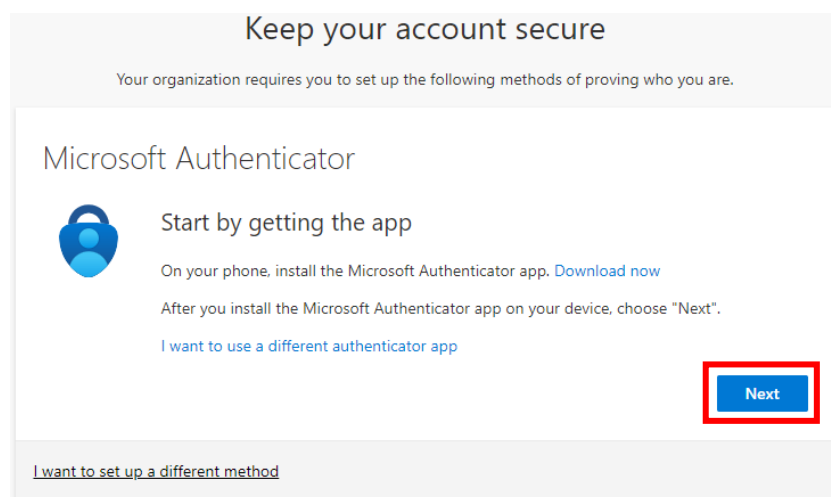 Keep your account secure
Your organization requires you to set up the following methods of proving who you are.
Microsoft Authenticator
Start by getting the app
On your phone, install the Microsoft Authenticator app. Download now
After you install the Microsoft Authenticator app on your device, choose "Next".
I want to use a different authenticator app
Next
I want to set up a different method